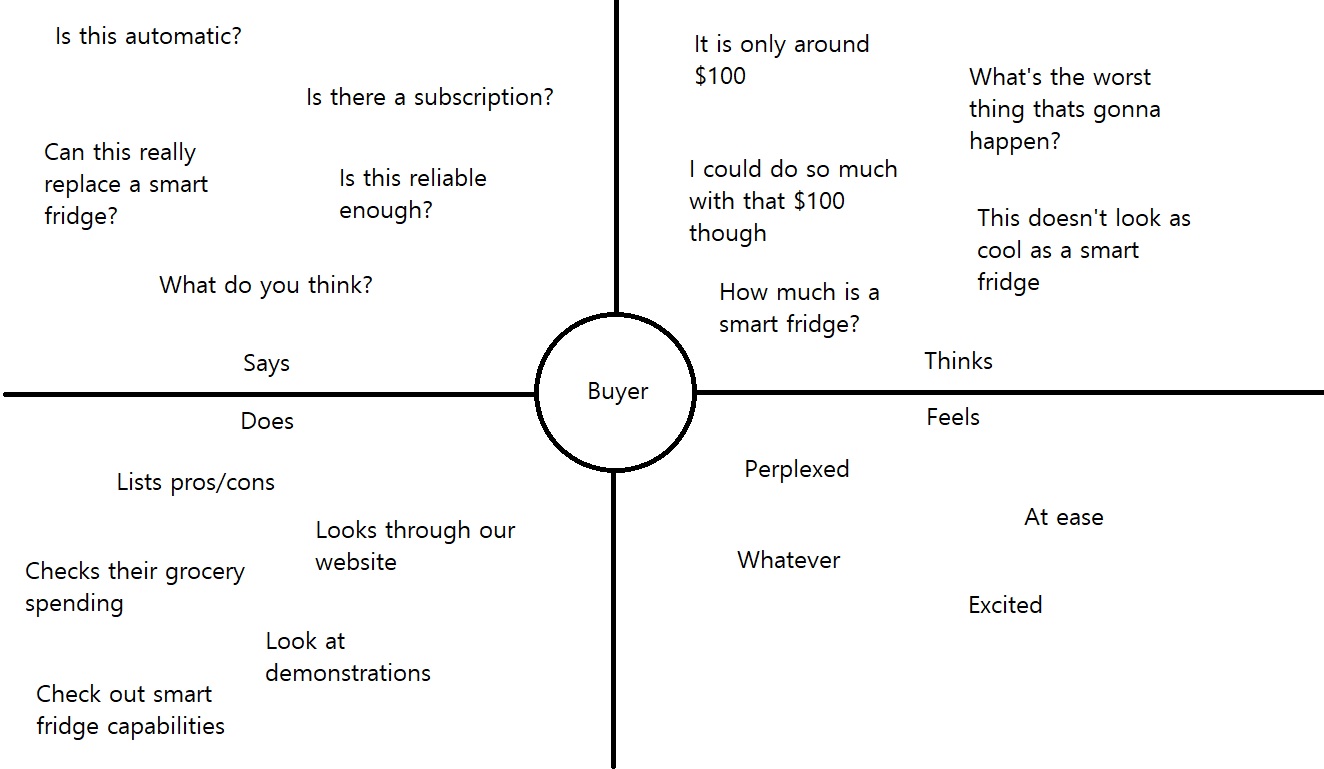 Is this automatic?
Is there a subscription?
Can this really
replace a smart
fridge?
Is this reliable
enough?
What do you think?
Says
It is only around
$100
What's the worst
thing thats gonna
happen?
I could do so much
with that $100
though
This doesn't look as
cool as a smart
fridge
How much is a
smart fridge?
Thinks
Buyer
Does
Lists pros/cons
Looks through our
website
Checks their grocery
spending
Look at
demonstrations
Check out smart
fridge capabilities
Feels
Perplexed
At ease
Whatever
Excited